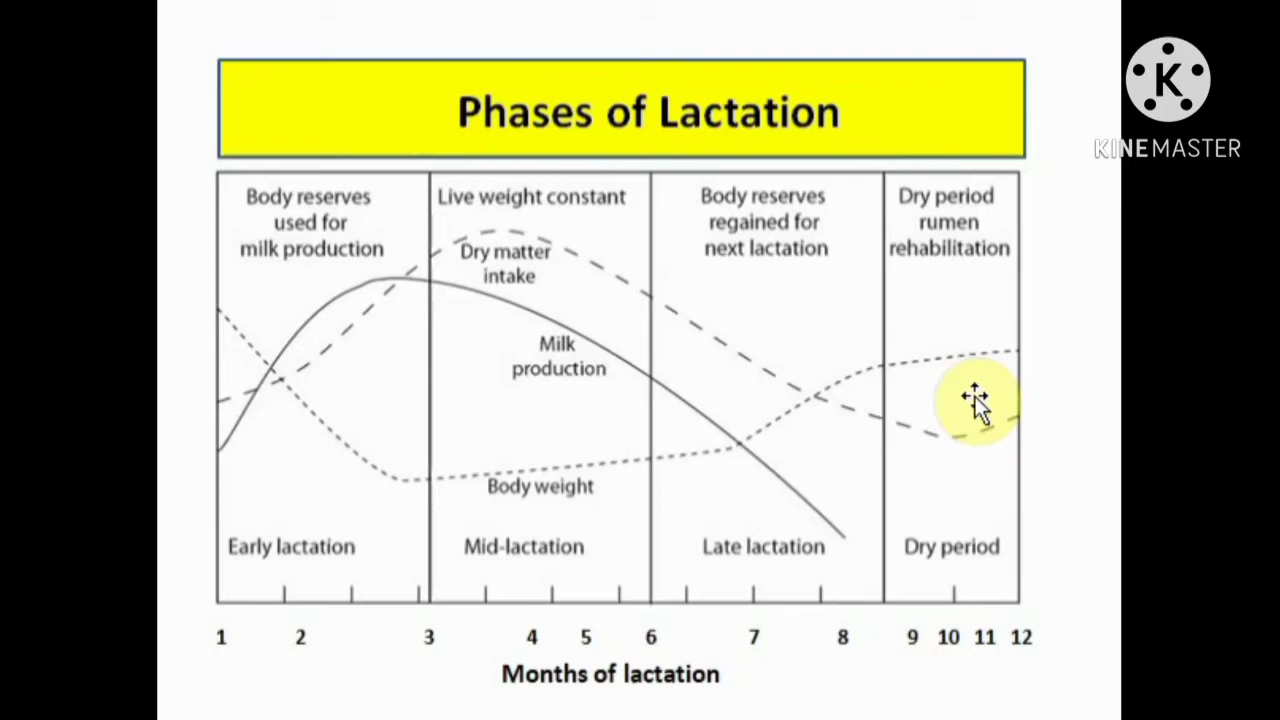 Phases of Lactation
K
KINEMASTER
Body reserves
used for
milk production
Live weight constant
Body reserves
regained for
next lactation
Dry period
rumen
rehabilitation
Dry matter
intake
Milk
production
Body weight
Early lactation
Mid-lactation
Late lactation
Dry period
1 2 3 4 5 6 7 8 9 10 11 12
Months of lactation